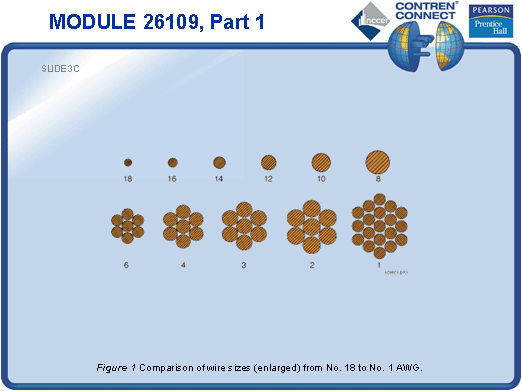 MODULE 26109, Part 1
nccer
CONTREN®
CONNECT
PEARSON
Prentice
Hall
SLIDE 3C
18 16 14 12 10 8
6 4 3 2 1
Figure 1 Comparison of wire sizes (enlarged) from No. 18 to No. 1 AWG.